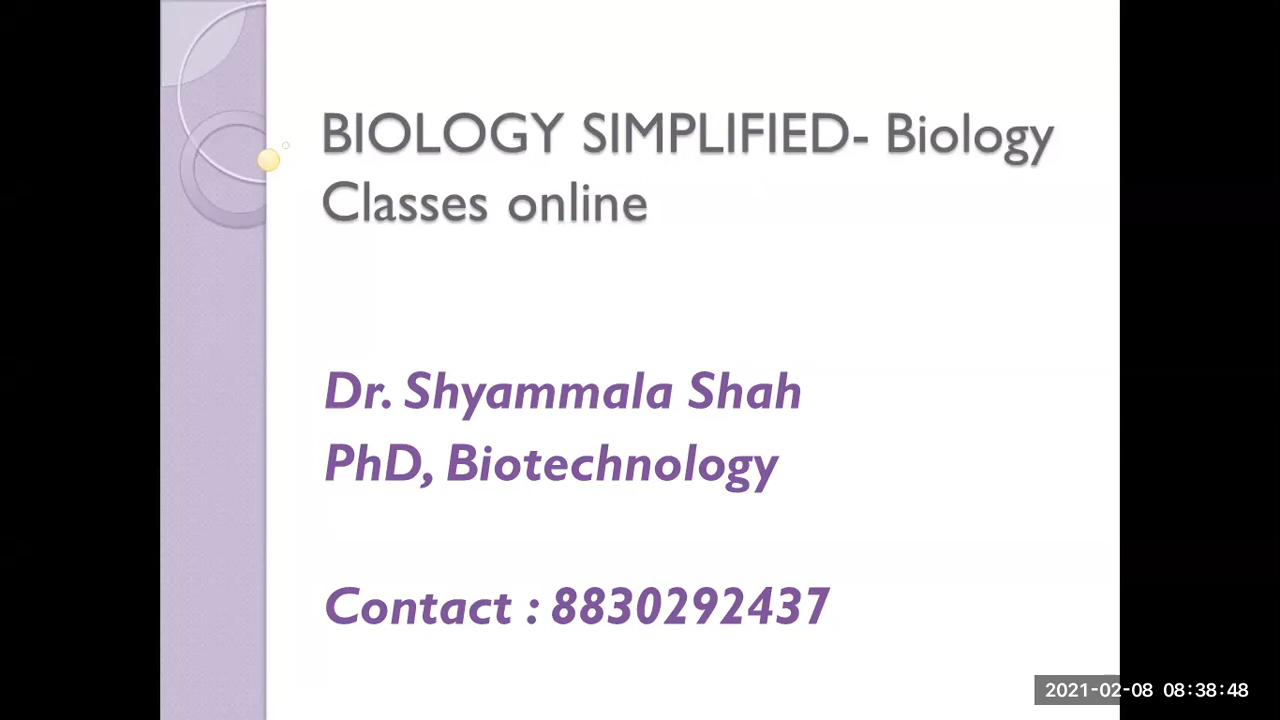 BIOLOGY SIMPLIFIED- Biology
Classes online
Dr. Shyammala Shah
PhD, Biotechnology
Contact : 8830292437
2021-02-08 08:38:48